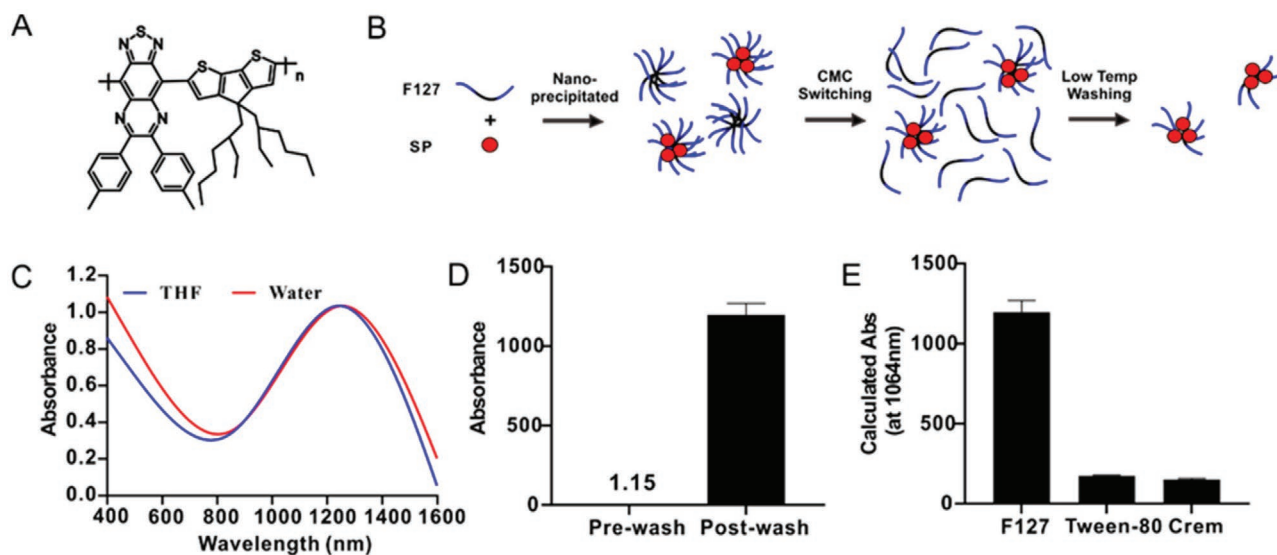 A
S
N
N
S
S
n
N
N
B
F127
+
SP
Nano-
precipitated
CMC
Switching
Low Temp
Washing
C
1.2
1.0
0.8
0.6
0.4
0.2
0.0
THF
Water
400 600 800 1000 1200 1400 1600
Wavelength (nm)
D
Absorbance
1500
1000
500
0
1.15
Pre-wash Post-wash
Absorbance
E
1500
1000
500
0
Calculated Abs
(at 1064nm)
F127 Tween-80 Crem